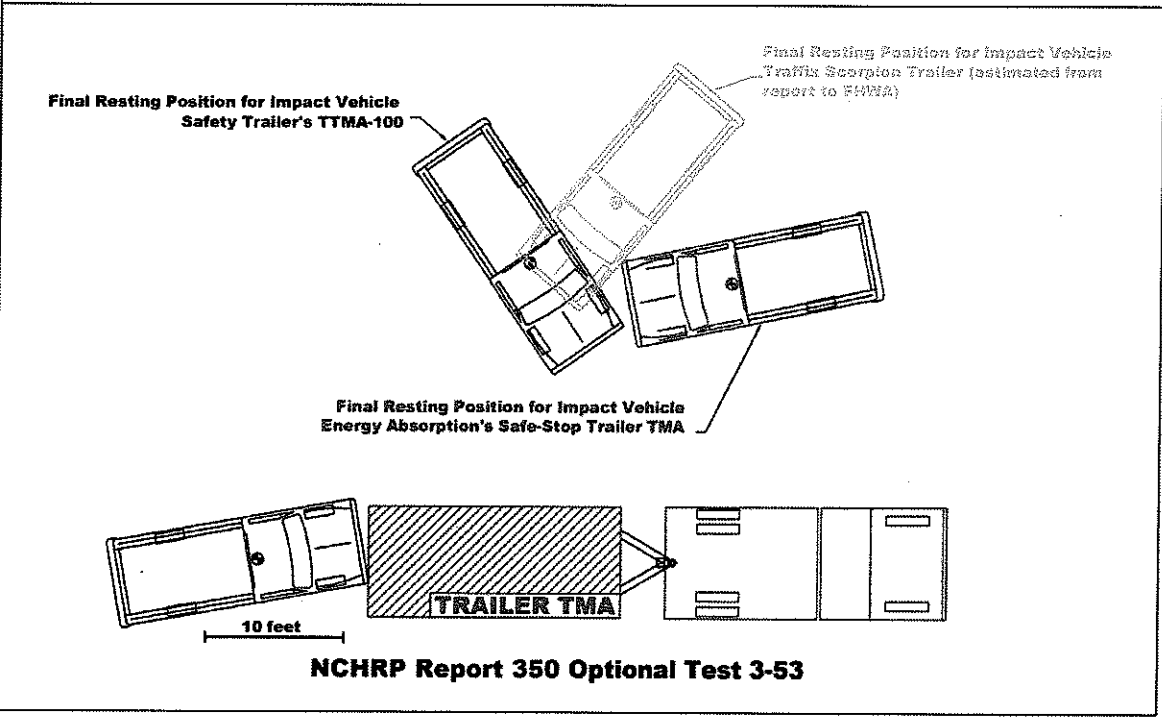 Final Resting Position for Impact Vehicle
Traffix Scorpion Trailer (estimated from
report to FHWA)
Final Resting Position for Impact Vehicle
Safety Trailer's TTMA-100
Final Resting Position for Impact Vehicle
Energy Absorption's Safe-Stop Trailer TMA
TRAILER TMA
10 feet
NCHRP Report 350 Optional Test 3-53